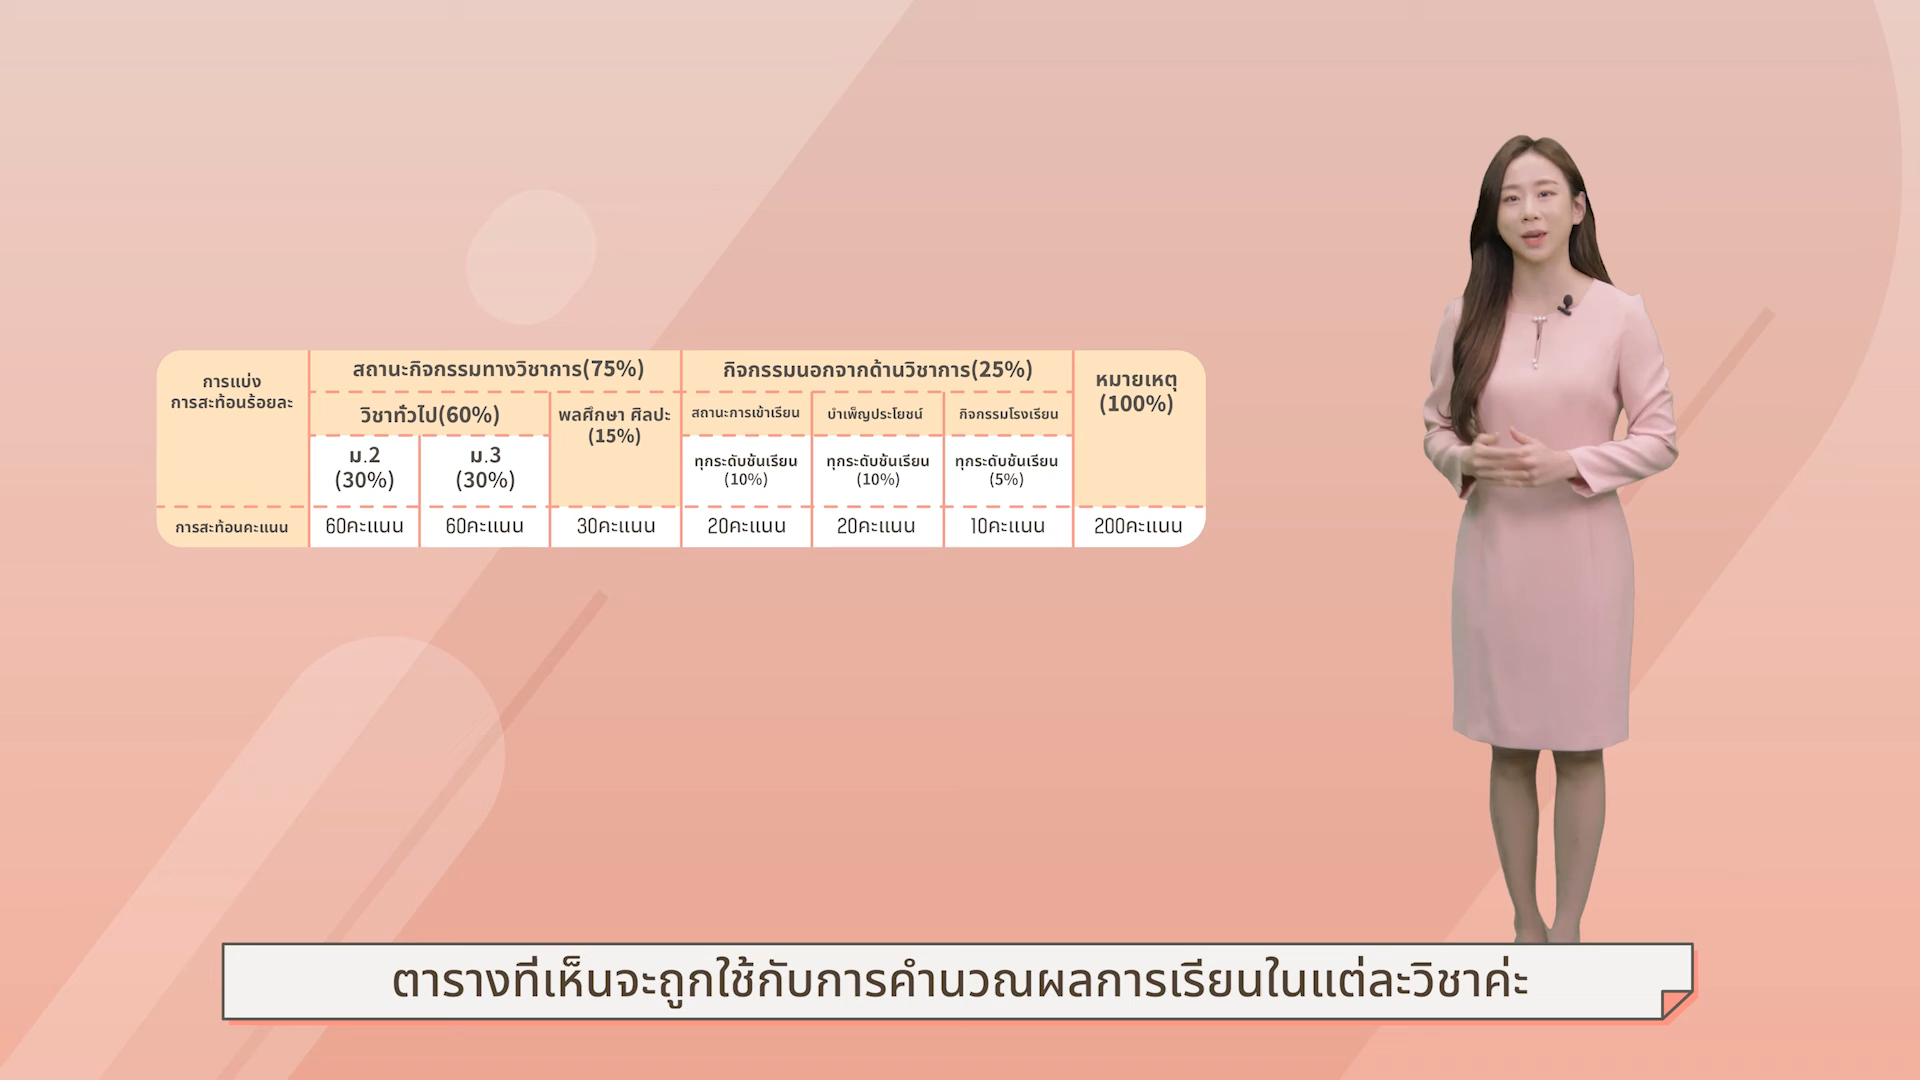 การแบ่ง
การสะท้อนร้อยละ
สถานะกิจกรรมทางวิชาการ(75%)
กิจกรรมนอกจากด้านวิชาการ(25%)
หมายเหตุ
(100%)
วิชาทั่วไป(60%)
พลศึกษา ศิลปะ
(15%)
สถานะการเข้าเรียน
บำเพ็ญประโยชน์
กิจกรรมโรงเรียน
ม.2
(30%)
ม.3
(30%)
ทุกระดับชั้นเรียน
(10%)
ทุกระดับชั้นเรียน
(10%)
ทุกระดับชั้นเรียน
(5%)
การสะท้อนคะแนน
60คะแนน
60คะแนน
30คะแนน
20คะแนน
20คะแนน
10คะแนน
200คะแนน
ตารางที่เห็นจะถูกใช้กับการคำนวณผลการเรียนในแต่ละวิชาค่ะ